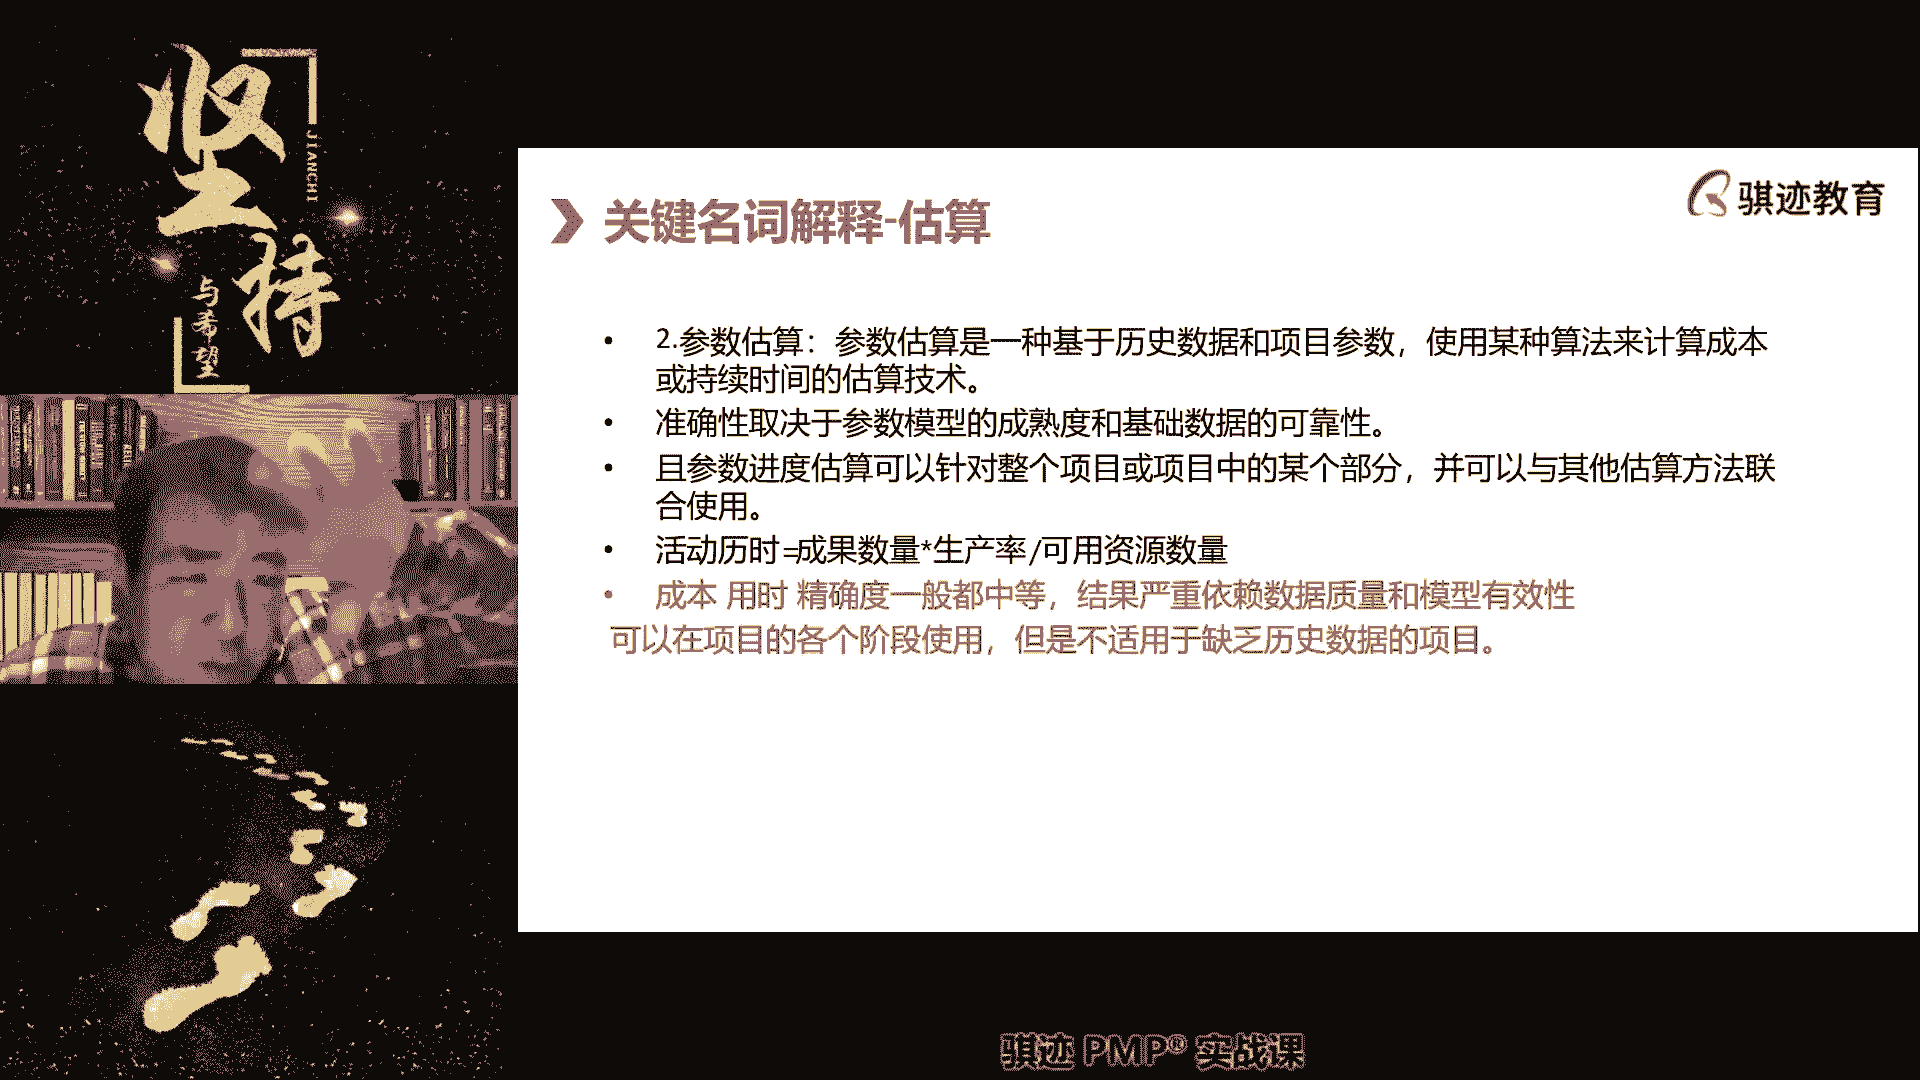 坚持
JIANCHI
与希望
骐迹教育
关键名词解释-估算
• 2.参数估算：参数估算是一种基于历史数据和项目参数，使用某种算法来计算成本
或持续时间的估算技术。
• 准确性取决于参数模型的成熟度和基础数据的可靠性。
• 且参数进度估算可以针对整个项目或项目中的某个部分，并可以与其他估算方法联
合使用。
• 活动历时=成果数量*生产率/可用资源数量
• 成本 用时 精确度一般都中等，结果严重依赖数据质量和模型有效性
可以在项目的各个阶段使用，但是不适用于缺乏历史数据的项目。
骐迹 PMP® 实战课